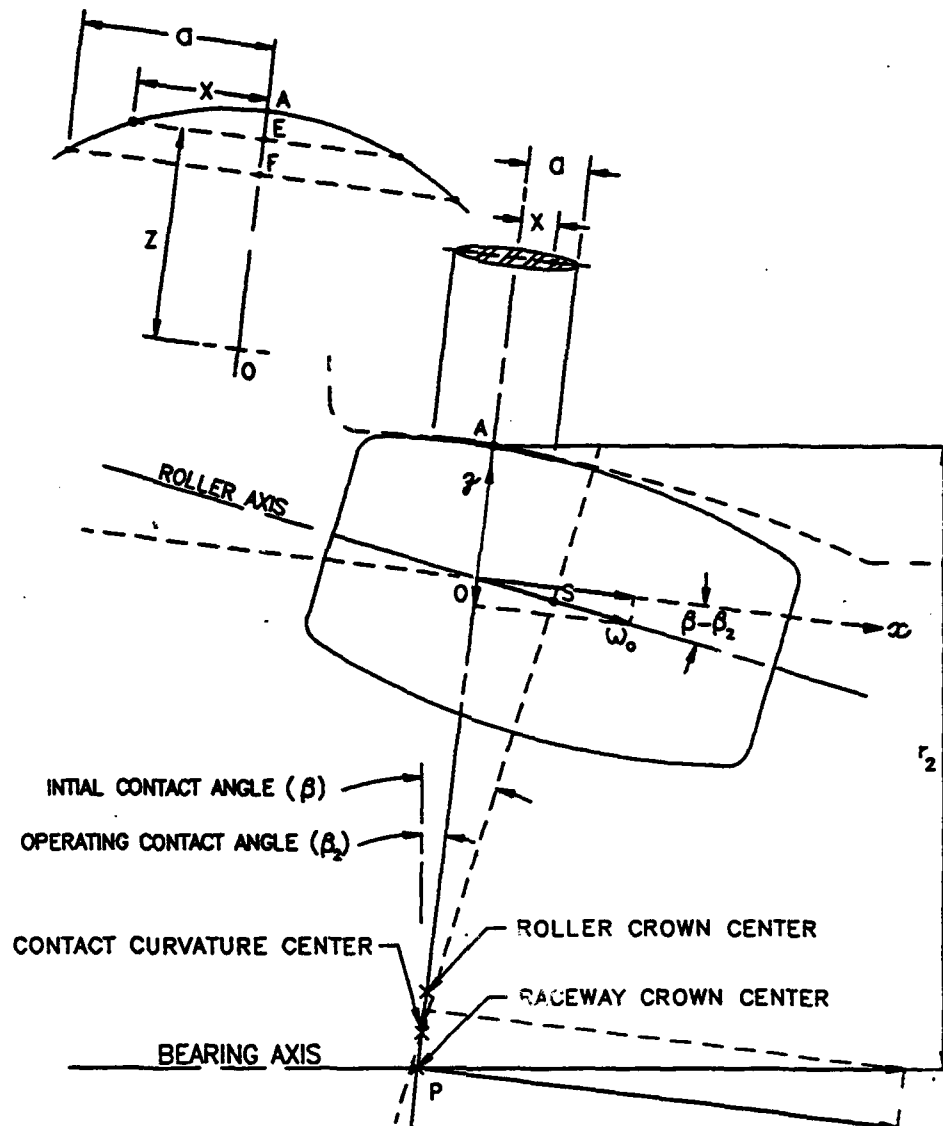 a
X
A
E
F
Z
O
a
X
A
z
ROLLER AXIS
O
S
ω₀
β-β₂
x
r₂
INTIAL CONTACT ANGLE (β)
OPERATING CONTACT ANGLE (β₂)
CONTACT CURVATURE CENTER
ROLLER CROWN CENTER
RACEWAY CROWN CENTER
BEARING AXIS
P